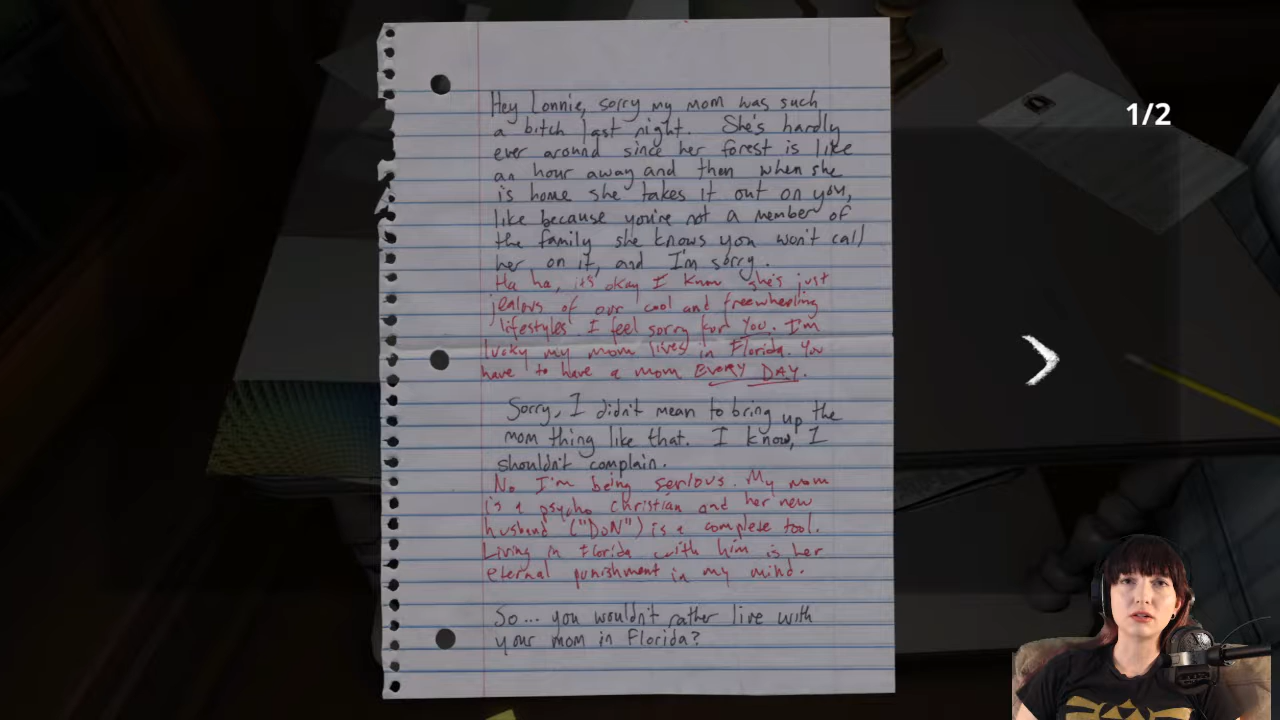 1/2
Hey Lonnie, sorry my mom was such
a bitch last night. She's hardly
ever around since her forest is like
an hour away and then when she
is home she takes it out on you,
like because you're not a member of
the family she knows you won't call
her on it, and I'm sorry.
Ha ha, it's okay I know she's just
jealous of our cool and freewheeling
lifestyles. I feel sorry for you. I'm
lucky my mom lives in Florida. You
have to have a mom EVERY DAY.
Sorry, I didn't mean to bring up the
mom thing like that. I know, I
shouldn't complain.
No I'm being serious. My mom
is a psycho christian and her new
husband ("DON") is a complete tool.
Living in Florida with him is her
eternal punishment in my mind.
So... you wouldn't rather live with
your mom in Florida?